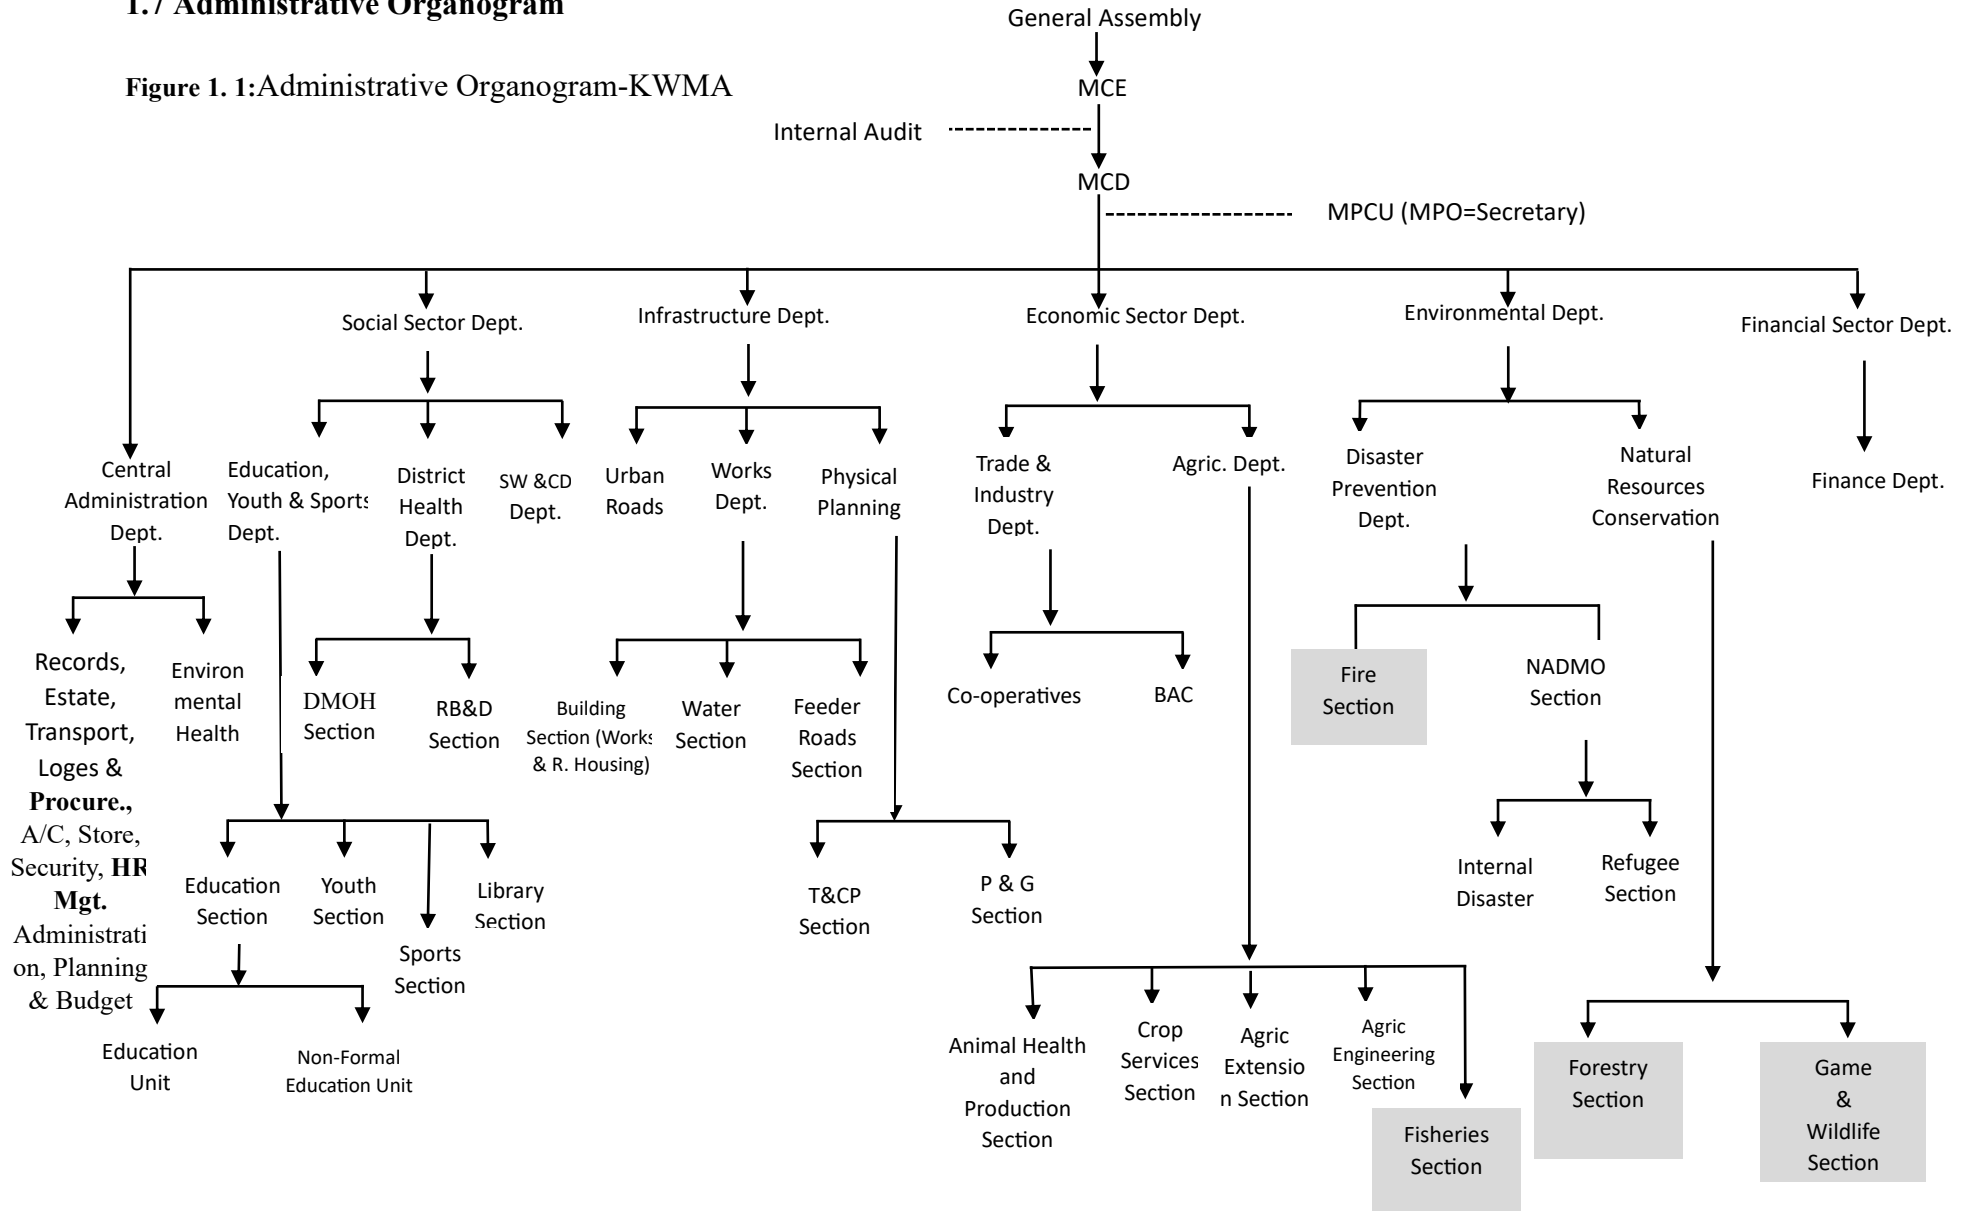 1.7 Administrative Organogram
Figure 1. 1:Administrative Organogram-KWMA
General Assembly
MCE
Internal Audit
MCD
MPCU (MPO=Secretary)
Social Sector Dept.
Infrastructure Dept.
Economic Sector Dept.
Environmental Dept.
Financial Sector Dept.
Central
Administration
Dept.
Education,
Youth & Sports
Dept.
District
Health
Dept.
SW &CD
Dept.
Urban
Roads
Works
Dept.
Physical
Planning
Trade &
Industry
Dept.
Agric. Dept.
Disaster
Prevention
Dept.
Natural
Resources
Conservation
Finance Dept.
Records,
Estate,
Transport,
Loges &
Procure.,
A/C, Store,
Security, HR
Mgt.
Administrati
on, Planning
& Budget
Environ
mental
Health
DMOH
Section
RB&D
Section
Building
Section (Works
& R. Housing)
Water
Section
Feeder
Roads
Section
Co-operatives
BAC
Fire
Section
NADMO
Section
Internal
Disaster
Refugee
Section
Education
Section
Youth
Section
Sports
Section
Library
Section
T&CP
Section
P & G
Section
Education
Unit
Non-Formal
Education Unit
Animal Health
and
Production
Section
Crop
Services
Section
Agric
Extensio
n Section
Agric
Engineering
Section
Fisheries
Section
Forestry
Section
Game
&
Wildlife
Section